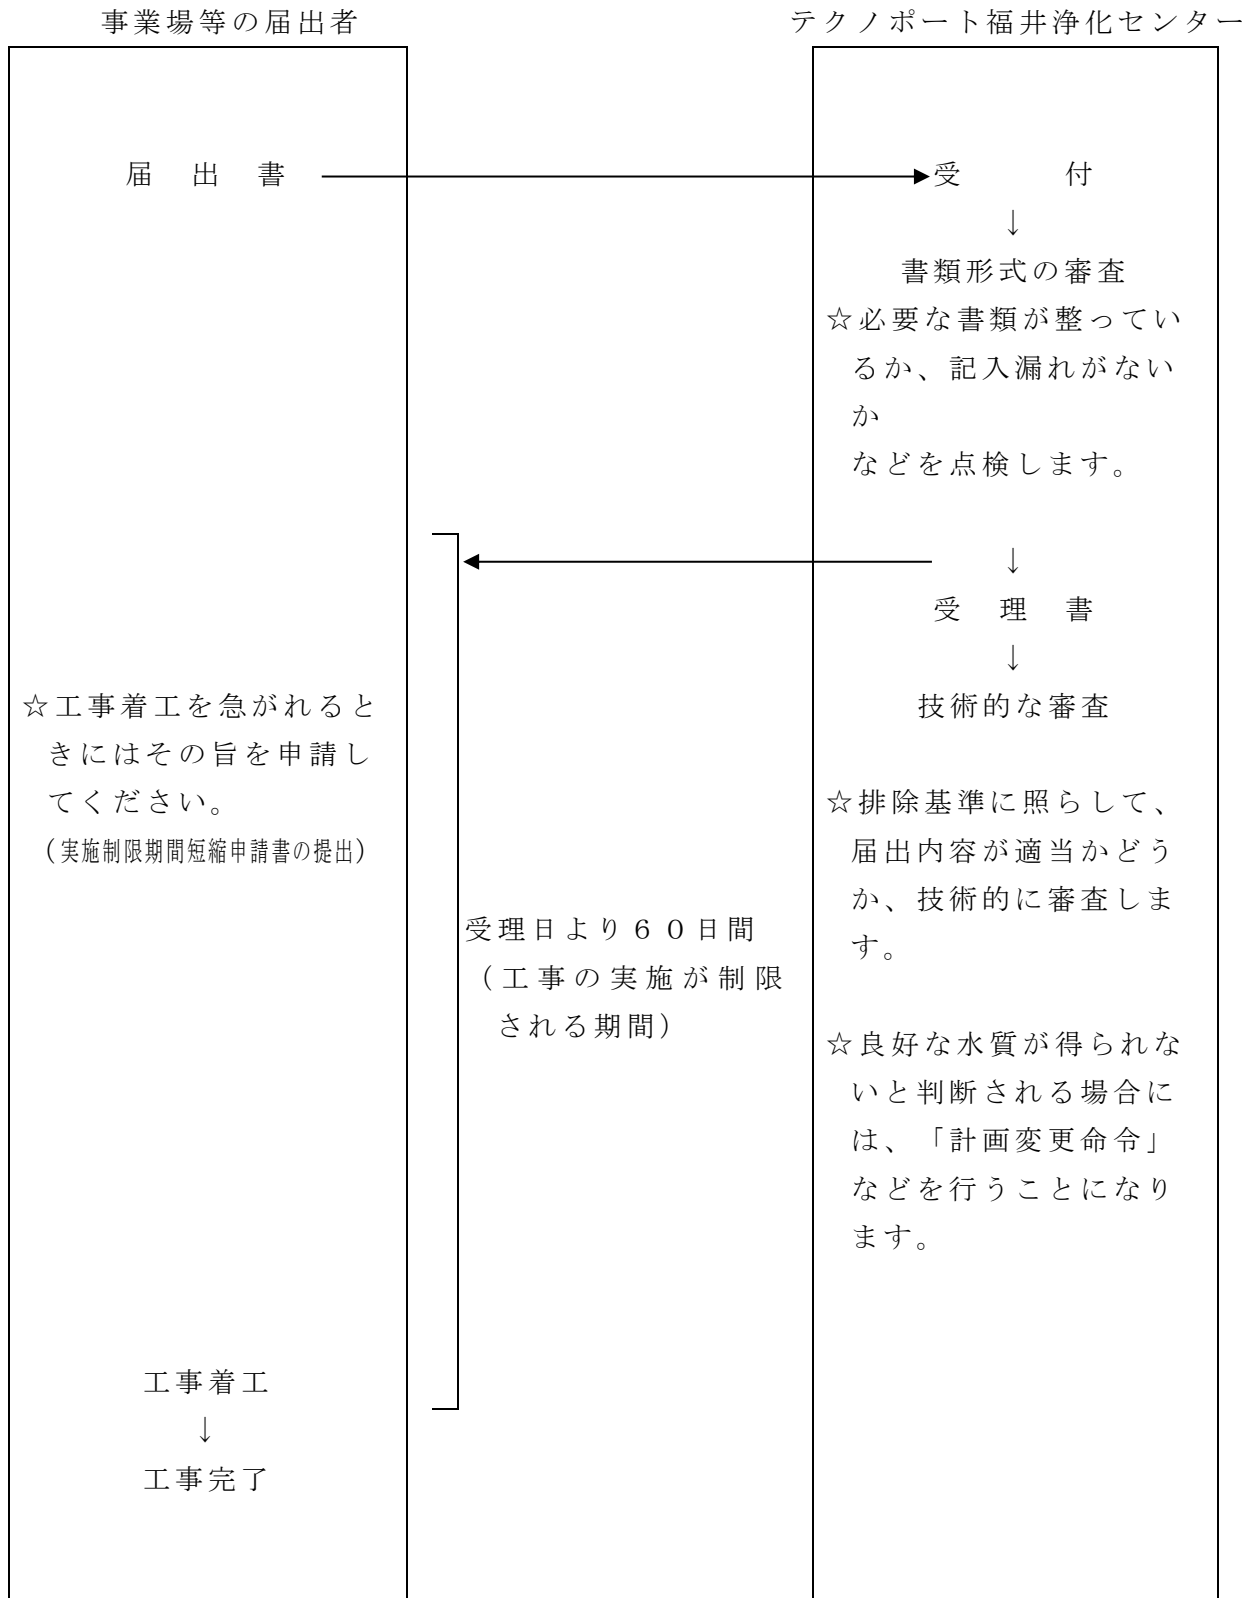 事業場等の届出者
テクノポート福井浄化センター
届 出 書
受 付
↓
書類形式の審査
☆必要な書類が整ってい
るか、記入漏れがない
か
などを点検します。
↓
受 理 書
↓
技術的な審査
☆工事着工を急がれると
きにはその旨を申請し
てください。
（実施制限期間短縮申請書の提出）
☆排除基準に照らして、
届出内容が適当かどう
か、技術的に審査しま
す。
受理日より６０日間
（工事の実施が制限
される期間）
☆良好な水質が得られな
いと判断される場合に
は、「計画変更命令」
などを行うことになり
ます。
工事着工
↓
工事完了